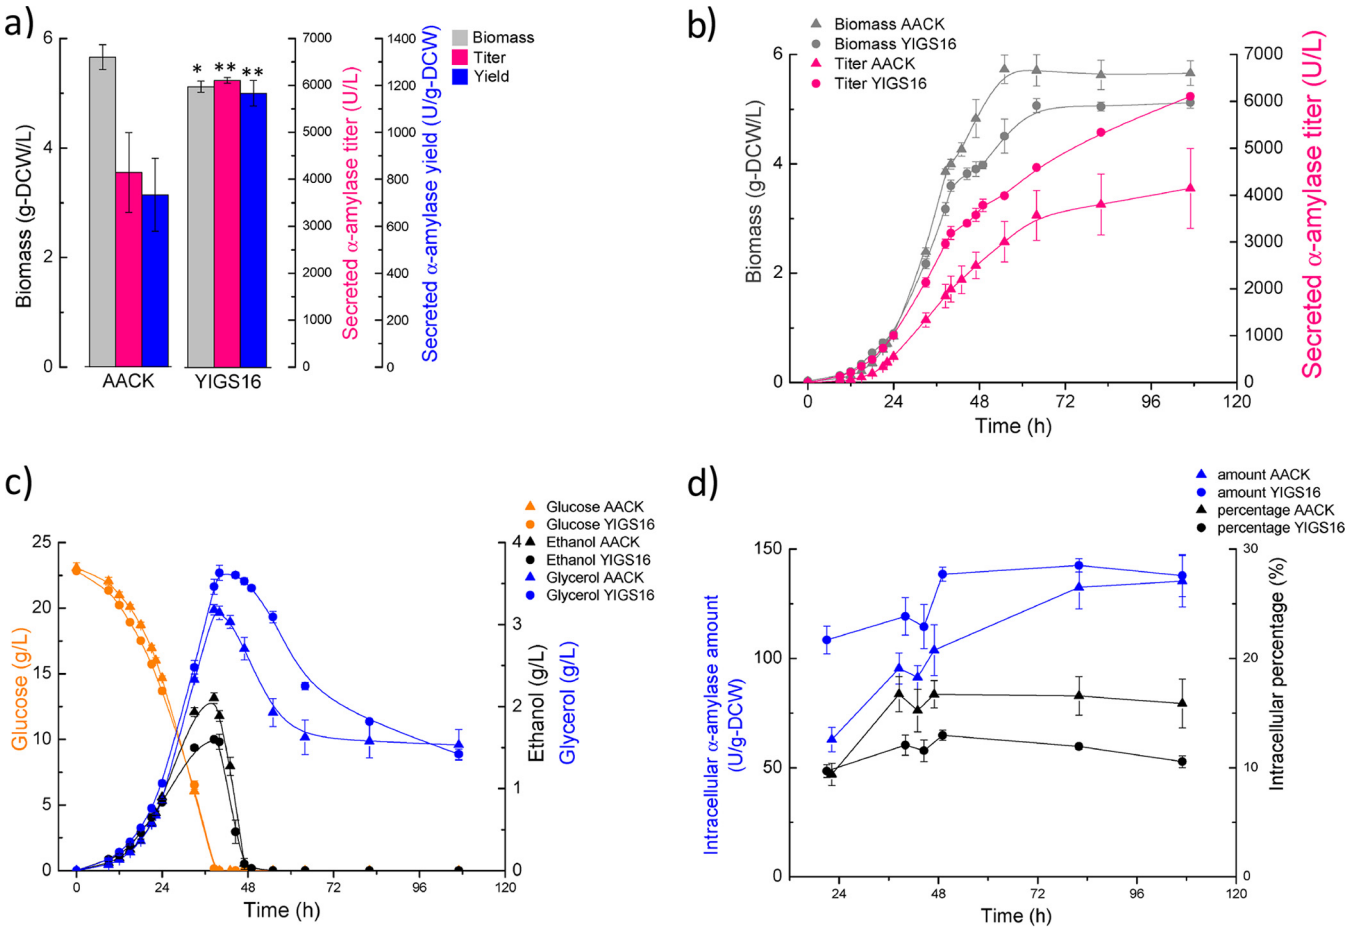 a)
Biomass
Titer
Yield
6
4
2
0
Biomass (g-DCW/L)
* ** **
AACK
YIGS16
7000
6000
5000
4000
3000
2000
1000
0
Secreted α-amylase titer (U/L)
1400
1200
1000
800
600
400
200
0
Secreted α-amylase yield (U/g-DCW)
b)
Biomass AACK
Biomass YIGS16
Titer AACK
Titer YIGS16
6
4
2
0
Biomass (g-DCW/L)
7000
6000
5000
4000
3000
2000
1000
0
Secreted α-amylase titer (U/L)
0 24 48 72 96 120
Time (h)
c)
Glucose AACK
Glucose YIGS16
Ethanol AACK
Ethanol YIGS16
Glycerol AACK
Glycerol YIGS16
25
20
15
10
5
0
Glucose (g/L)
4
3
2
1
0
Ethanol (g/L)
Glycerol (g/L)
0 24 48 72 96 120
Time (h)
d)
amount AACK
amount YIGS16
percentage AACK
percentage YIGS16
150
100
50
0
Intracellular α-amylase amount
(U/g-DCW)
30
20
10
0
Intracellular percentage (%)
24 48 72 96 120
Time (h)